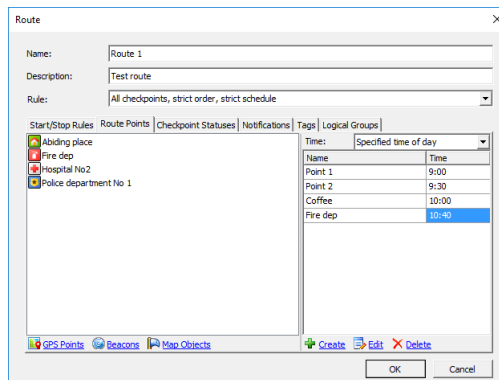 Route
Name: Route 1
Description: Test route
Rule: All checkpoints, strict order, strict schedule
Start/Stop Rules Route Points Checkpoint Statuses Notifications Tags Logical Groups
Abiding place
Fire dep
Hospital No2
Police department No 1
Time: Specified time of day
Name Time
Point 1 9:00
Point 2 9:30
Coffee 10:00
Fire dep 10:40
GPS Points Beacons Map Objects
Create Edit Delete
OK Cancel